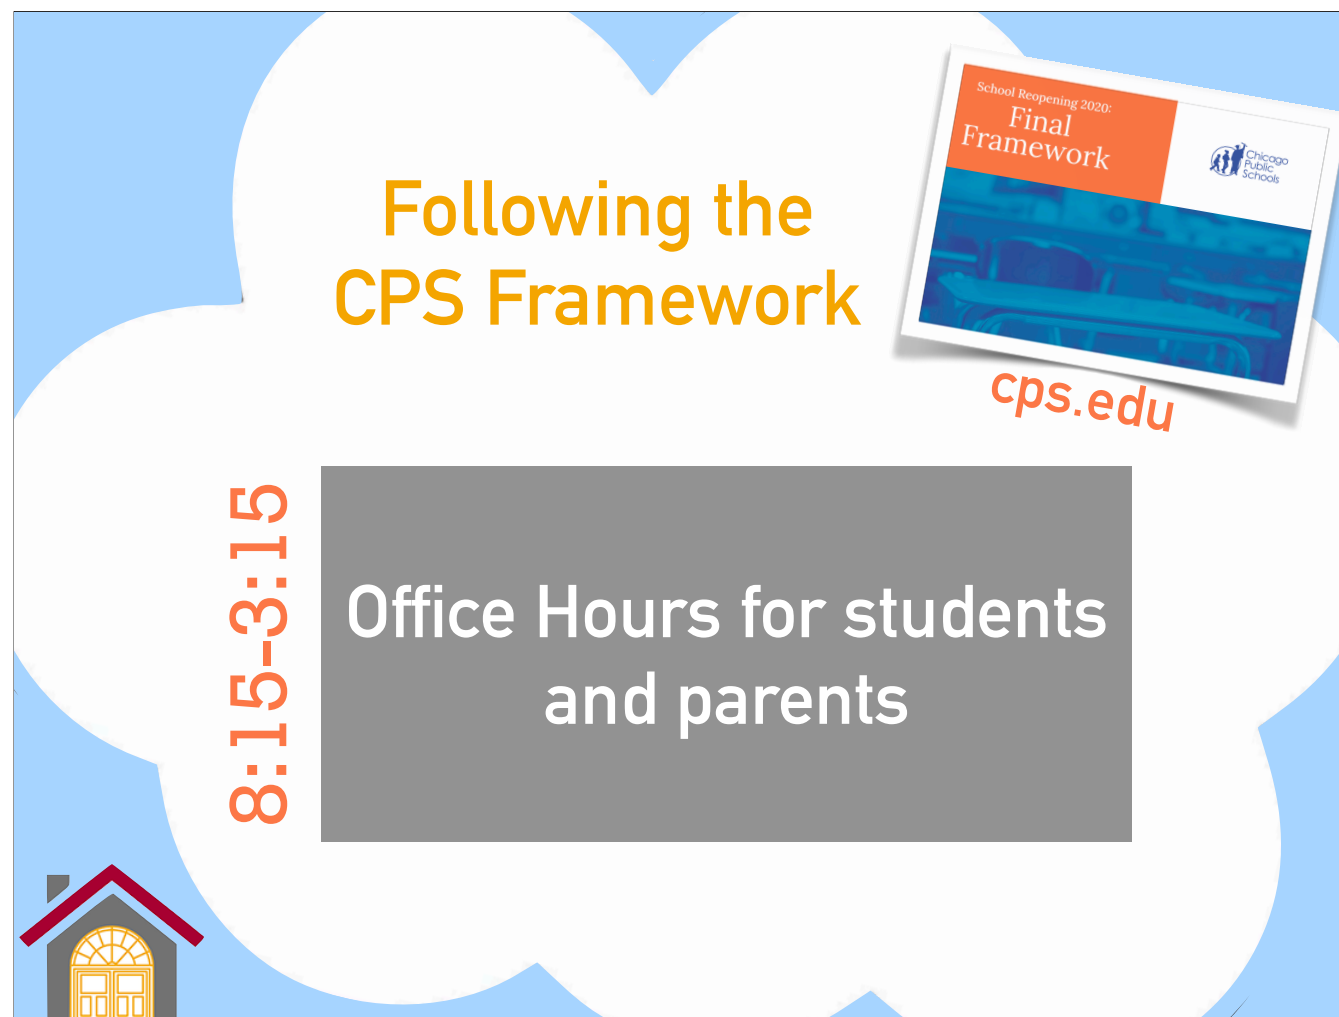 School Reopening 2020:
Final
Framework
Chicago
Public
Schools
Following the
CPS Framework
cps.edu
8:15-3:15
Office Hours for students
and parents